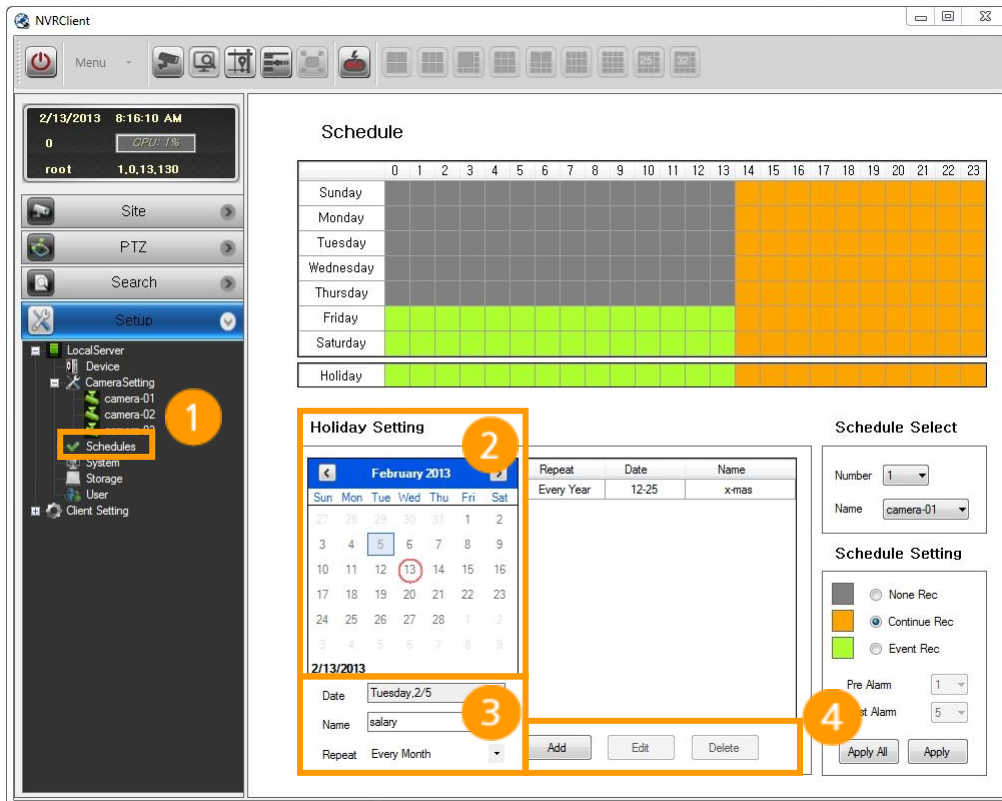 NVRClient
Menu
25 32
2/13/2013 8:16:10 AM
0 CPU: 1%
root 1,0,13,130
Site
PTZ
Search
Setup
LocalServer
Device
CameraSetting
camera-01
camera-02
Schedules
System
Storage
User
Client Setting
1
Schedule
0 1 2 3 4 5 6 7 8 9 10 11 12 13 14 15 16 17 18 19 20 21 22 23
Sunday
Monday
Tuesday
Wednesday
Thursday
Friday
Saturday
Holiday
Holiday Setting
2
February 2013
Sun Mon Tue Wed Thu Fri Sat
27 28 29 30 31 1 2
3 4 5 6 7 8 9
10 11 12 13 14 15 16
17 18 19 20 21 22 23
24 25 26 27 28 1 2
3 4 5 6 7 8 9
2/13/2013
Date Tuesday,2/5
Name salary
Repeat Every Month
3
Repeat Date Name
Every Year 12-25 x-mas
Add Edit Delete
4
Schedule Select
Number 1
Name camera-01
Schedule Setting
None Rec
Continue Rec
Event Rec
Pre Alarm 1
Alarm 5
Apply All Apply